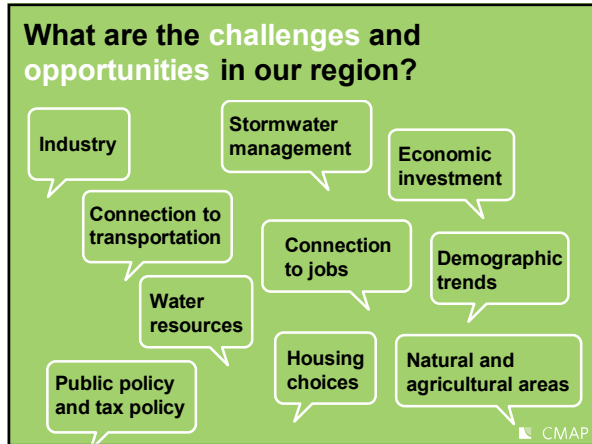 What are the challenges and
opportunities in our region?
Industry
Stormwater
management
Economic
investment
Connection to
transportation
Connection
to jobs
Demographic
trends
Water
resources
Housing
choices
Natural and
agricultural areas
Public policy
and tax policy
CMAP